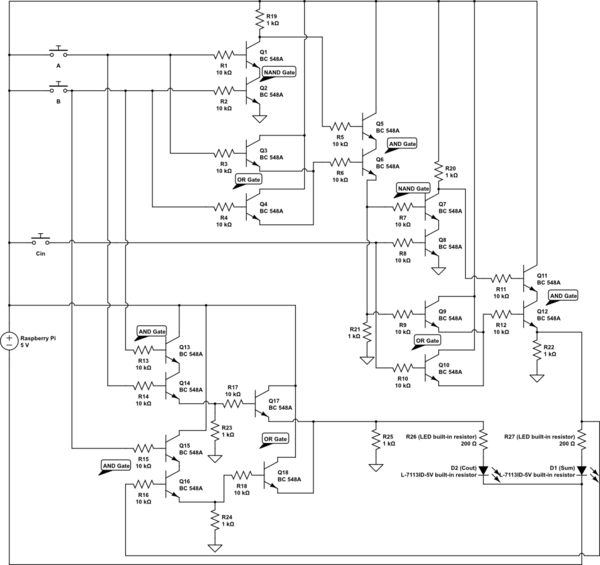 R19
1 kΩ
A
Q1
BC 548A
R1
10 kΩ
NAND Gate
B
Q2
BC 548A
R2
10 kΩ
Q5
BC 548A
R5
10 kΩ
AND Gate
Q3
BC 548A
R3
10 kΩ
Q6
BC 548A
R6
10 kΩ
OR Gate
R20
1 kΩ
Q4
BC 548A
R4
10 kΩ
NAND Gate
Q7
BC 548A
R7
10 kΩ
Cin
Q8
BC 548A
R8
10 kΩ
Q11
BC 548A
R11
10 kΩ
AND Gate
Q9
BC 548A
R9
10 kΩ
Q12
BC 548A
R12
10 kΩ
R21
1 kΩ
OR Gate
R22
1 kΩ
Q10
BC 548A
R10
10 kΩ
Raspberry Pi
5 V
AND Gate
Q13
BC 548A
R13
10 kΩ
Q14
BC 548A
R14
10 kΩ
R17
10 kΩ
Q17
BC 548A
R23
1 kΩ
OR Gate
R25
1 kΩ
R26 (LED built-in resistor)
200 Ω
R27 (LED built-in resistor)
200 Ω
Q15
BC 548A
R15
10 kΩ
AND Gate
Q16
BC 548A
R16
10 kΩ
Q18
BC 548A
R18
10 kΩ
D2 (Cout)
L-7113ID-5V built-in resistor
D1 (Sum)
L-7113ID-5V built-in resistor
R24
1 kΩ